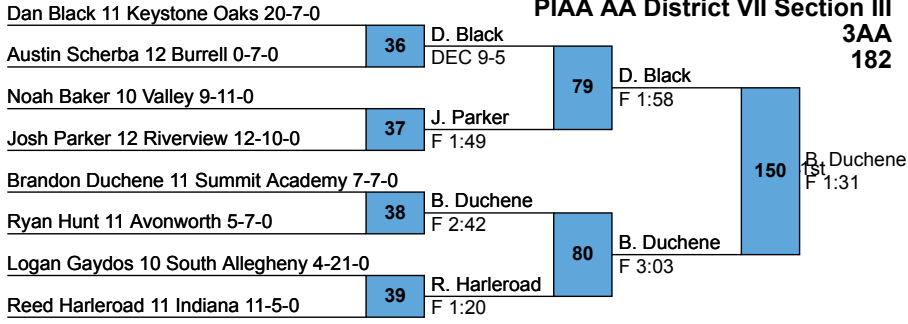 PIAA AA District VII Section III
3AA
182
Dan Black 11 Keystone Oaks 20-7-0
36
D. Black
DEC 9-5
Austin Scherba 12 Burrell 0-7-0
79
D. Black
F 1:58
Noah Baker 10 Valley 9-11-0
37
J. Parker
F 1:49
Josh Parker 12 Riverview 12-10-0
150
B. Duchene
1st
F 1:31
Brandon Duchene 11 Summit Academy 7-7-0
38
B. Duchene
F 2:42
Ryan Hunt 11 Avonworth 5-7-0
80
B. Duchene
F 3:03
Logan Gaydos 10 South Allegheny 4-21-0
39
R. Harleroad
F 1:20
Reed Harleroad 11 Indiana 11-5-0